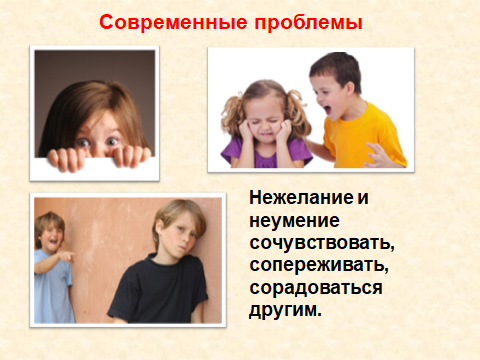 Современные проблемы
Нежелание и
неумение
сочувствовать,
сопереживать,
сорадоваться
другим.